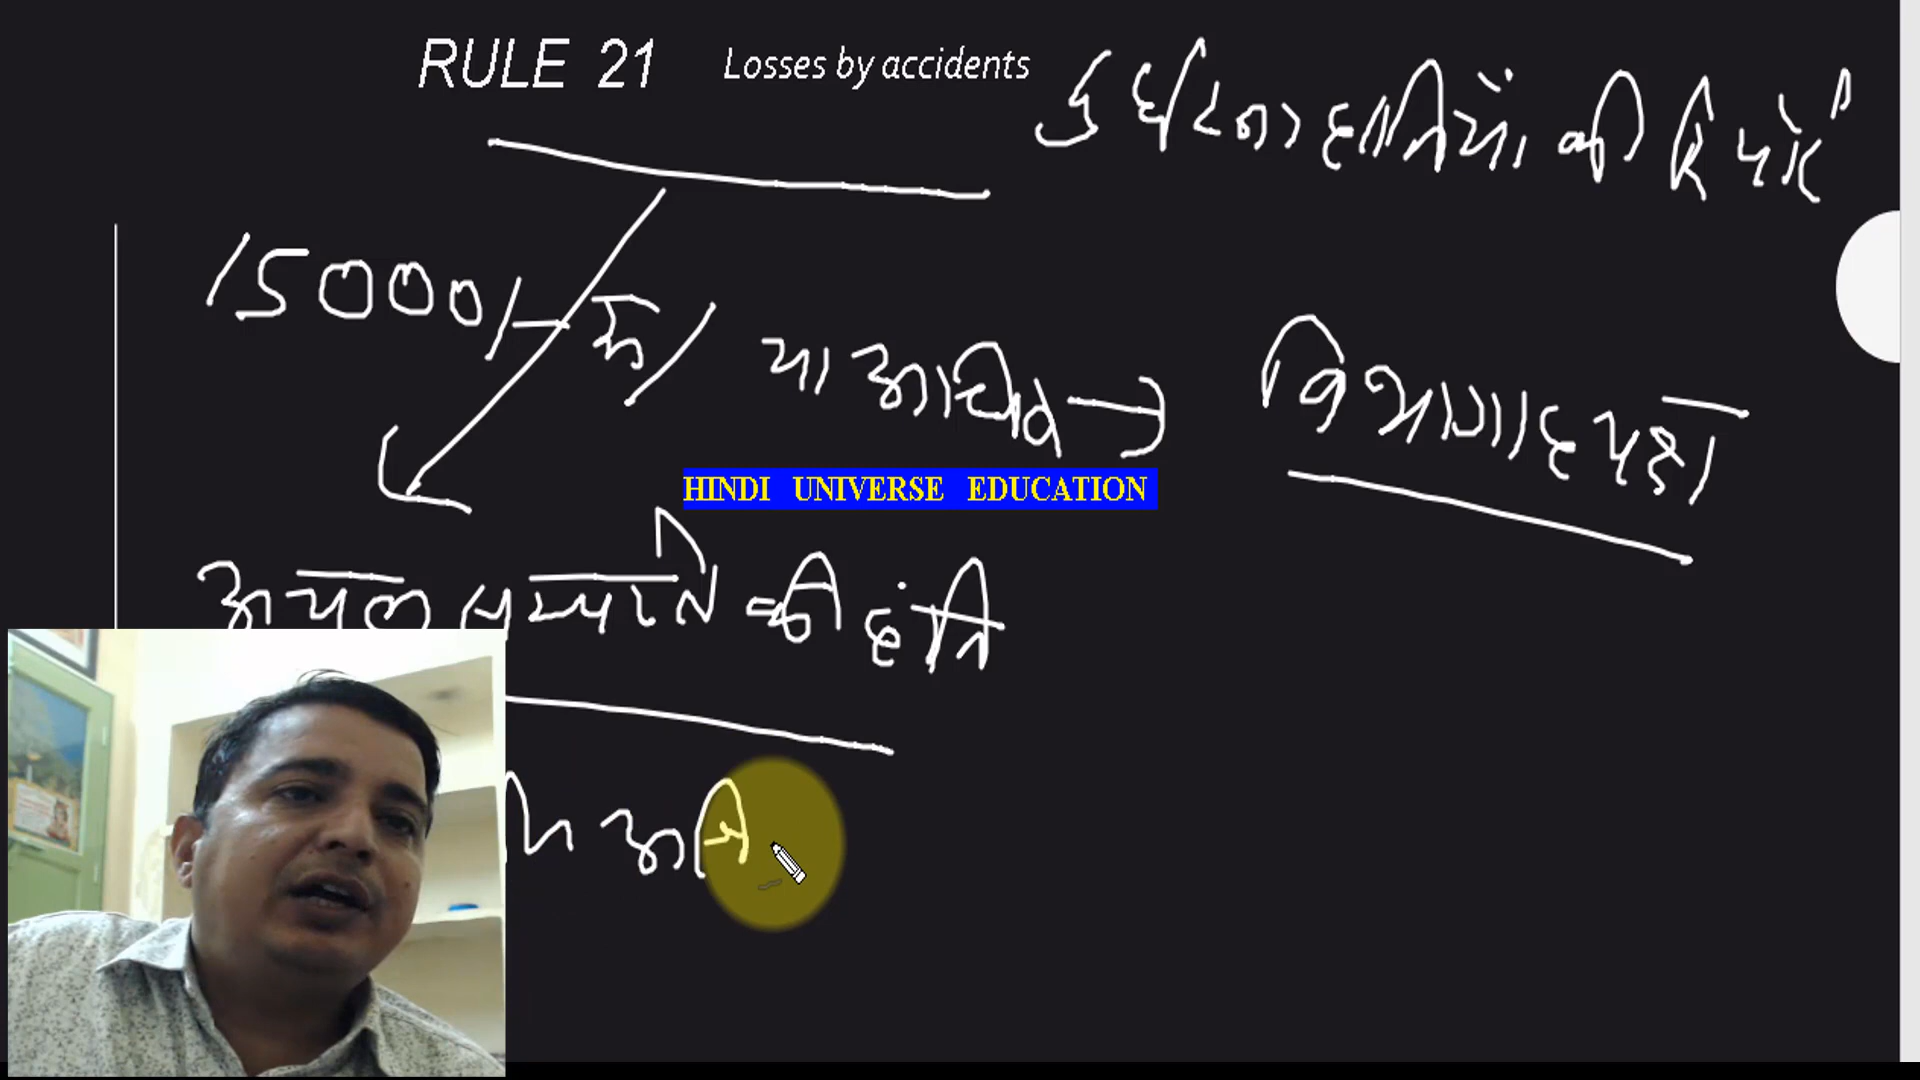 RULE 21 Losses by accidents
दुर्घटना हानियों की रिपोर्ट
15000/- रू/ या अधिक → विभागाध्यक्ष
HINDI UNIVERSE EDUCATION
अचल सम्पत्ति की हानि